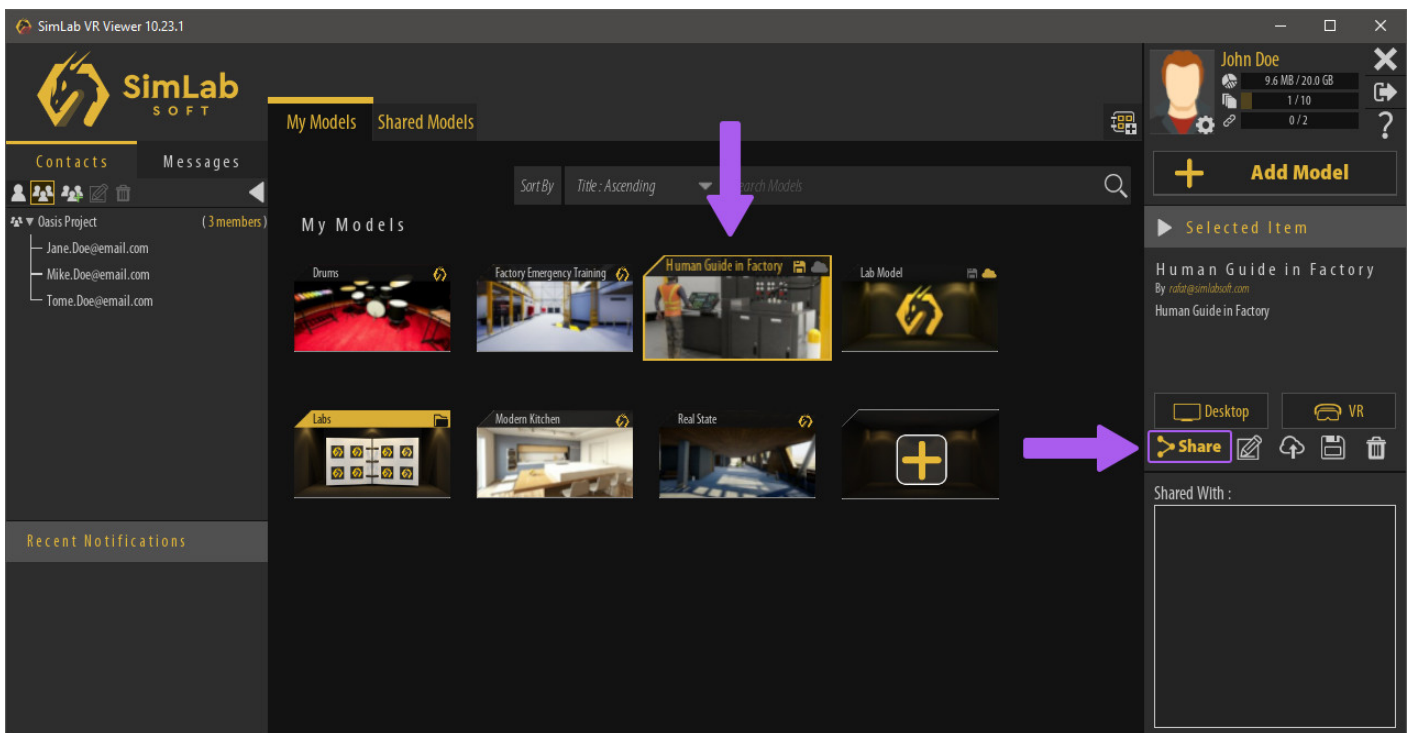 SimLab VR Viewer 10.23.1
SimLab
SOFT
Contacts Messages
Oasis Project (3 members)
Jane.Doe@email.com
Mike.Doe@email.com
Tome.Doe@email.com
Recent Notifications
My Models Shared Models
Sort By Title : Ascending Search Models
My Models
Drums
Factory Emergency Training
Human Guide in Factory
Lab Model
Labs
Modern Kitchen
Real State
John Doe
9.6 MB / 20.0 GB
1 / 10
0 / 2
?
Add Model
Selected Item
Human Guide in Factory
By rafat@simlabsoft.com
Human Guide in Factory
Desktop VR
Share
Shared With :